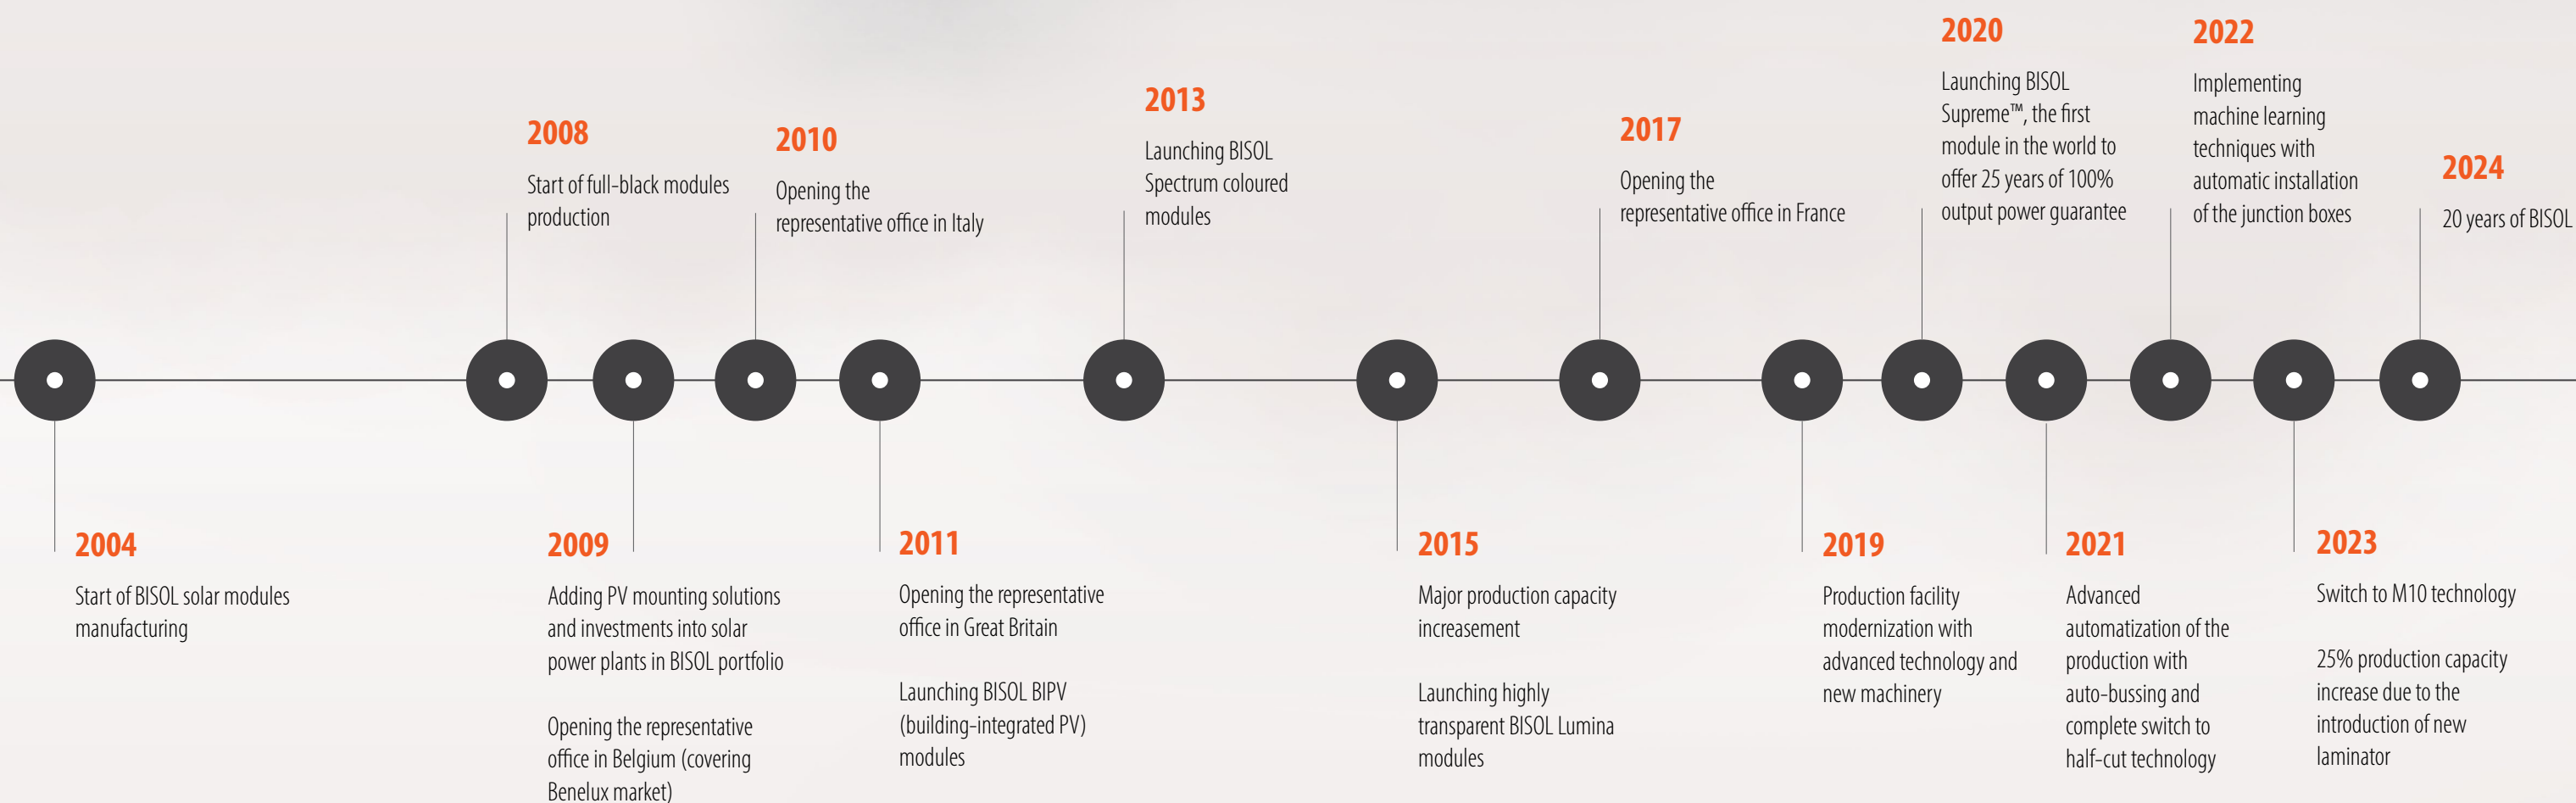 2004
Start of BISOL solar modules
manufacturing
2008
Start of full-black modules
production
2009
Adding PV mounting solutions
and investments into solar
power plants in BISOL portfolio
Opening the representative
office in Belgium (covering
Benelux market)
2010
Opening the
representative office in Italy
2011
Opening the representative
office in Great Britain
Launching BISOL BIPV
(building-integrated PV)
modules
2013
Launching BISOL
Spectrum coloured
modules
2015
Major production capacity
increasement
Launching highly
transparent BISOL Lumina
modules
2017
Opening the
representative office in France
2019
Production facility
modernization with
advanced technology and
new machinery
2020
Launching BISOL
Supreme™, the first
module in the world to
offer 25 years of 100%
output power guarantee
2021
Advanced
automatization of the
production with
auto-bussing and
complete switch to
half-cut technology
2022
Implementing
machine learning
techniques with
automatic installation
of the junction boxes
2023
Switch to M10 technology
25% production capacity
increase due to the
introduction of new
laminator
2024
20 years of BISOL